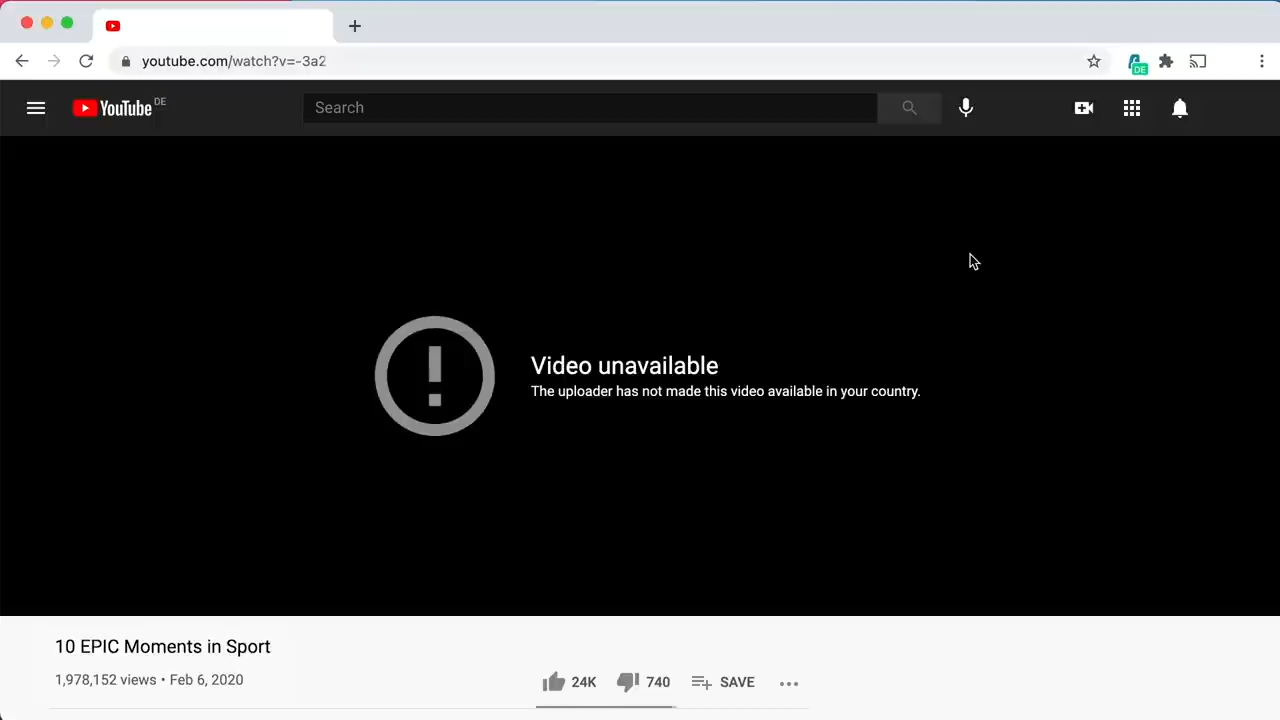 youtube.com/watch?v=-3a2
DE
YouTube DE
Search
Video unavailable
The uploader has not made this video available in your country.
10 EPIC Moments in Sport
1,978,152 views • Feb 6, 2020
24K 740 SAVE